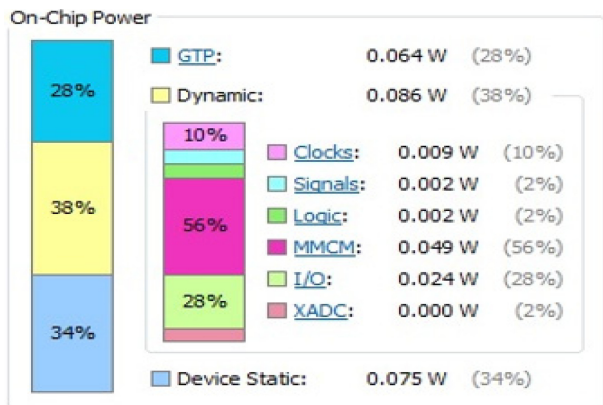 On-Chip Power
28%
38%
34%
GTP: 0.064 W (28%)
Dynamic: 0.086 W (38%)
10%
56%
28%
Clocks: 0.009 W (10%)
Signals: 0.002 W (2%)
Logic: 0.002 W (2%)
MMCM: 0.049 W (56%)
I/O: 0.024 W (28%)
XADC: 0.000 W (2%)
Device Static: 0.075 W (34%)